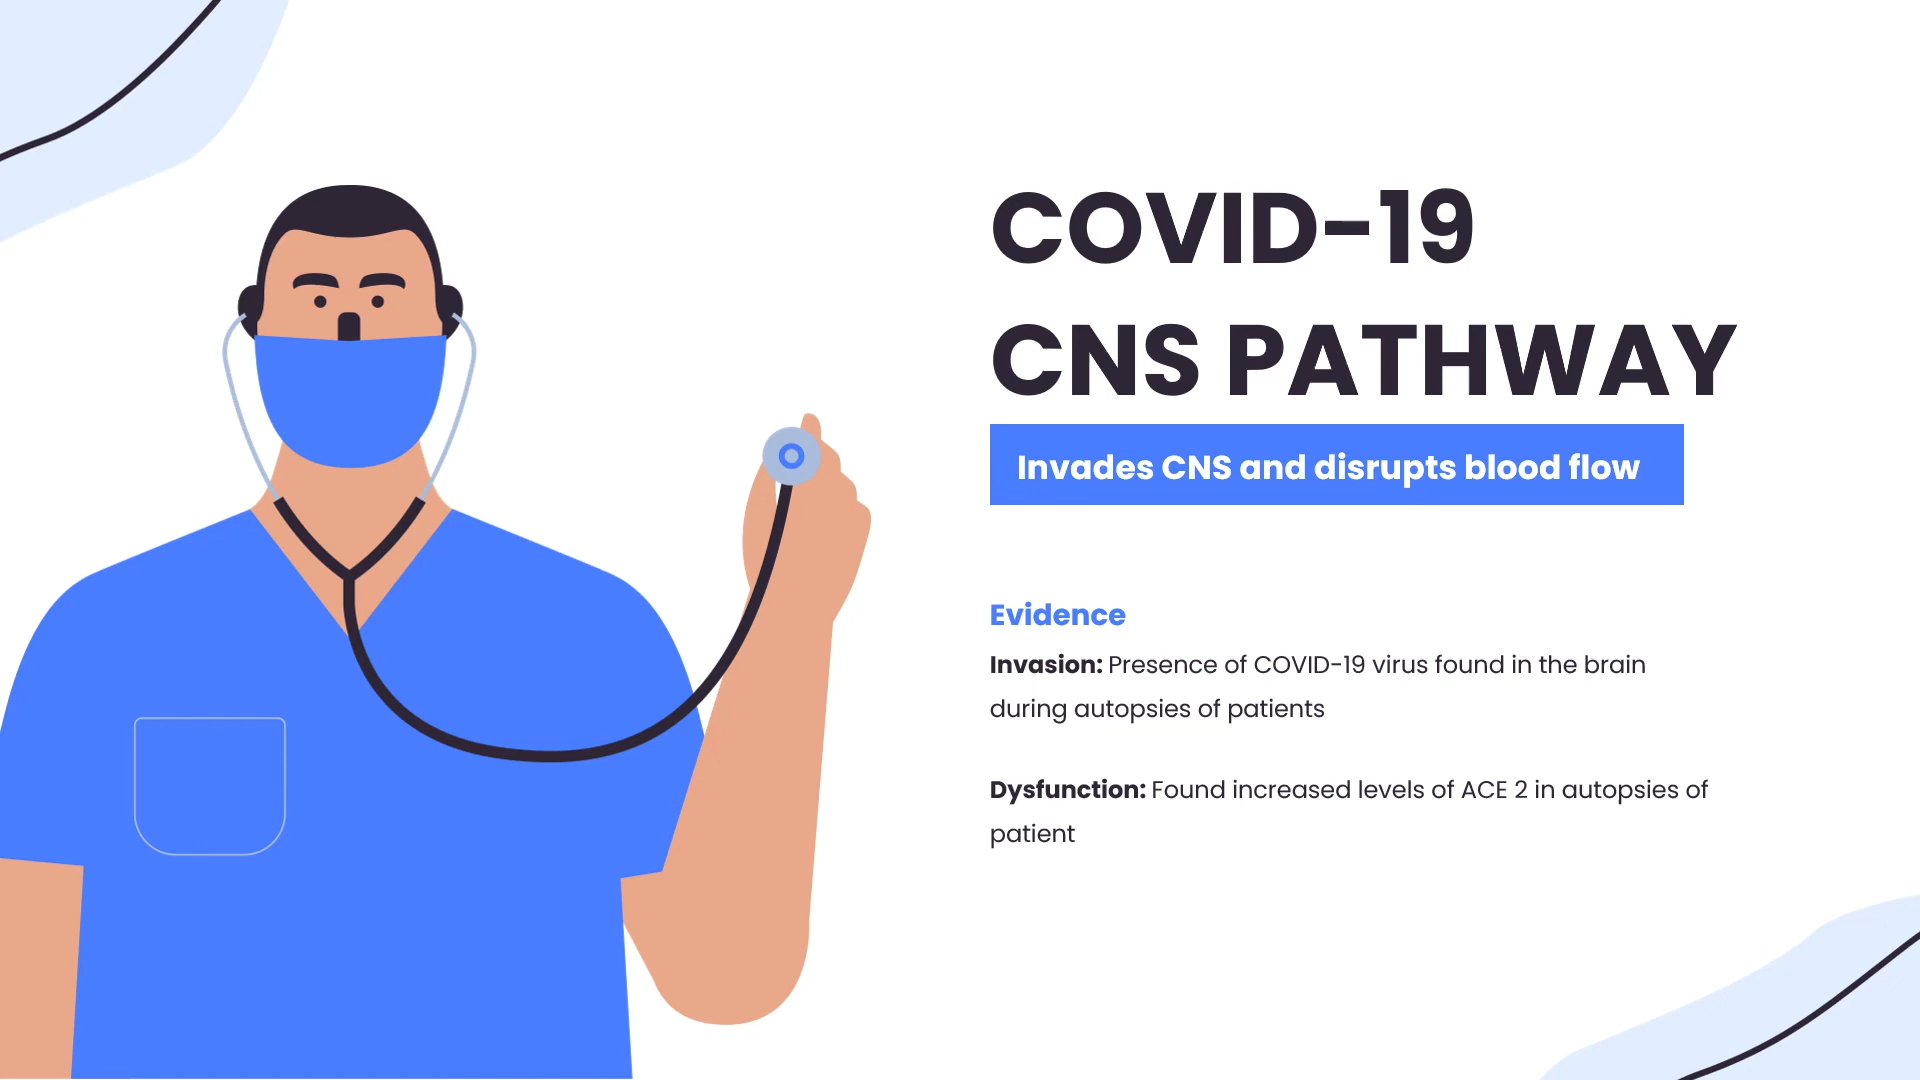 COVID-19
CNS PATHWAY
Invades CNS and disrupts blood flow
Evidence
Invasion: Presence of COVID-19 virus found in the brain
during autopsies of patients
Dysfunction: Found increased levels of ACE 2 in autopsies of
patient